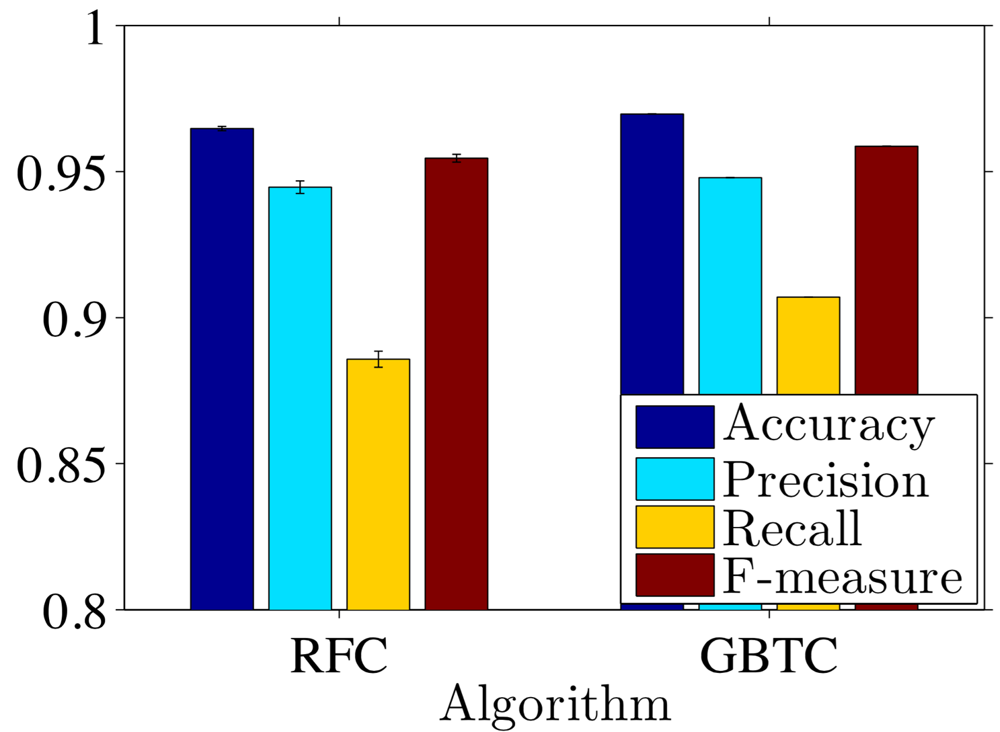 1
0.95
0.9
0.85
0.8
Accuracy
Precision
Recall
F-measure
RFC GBTC
Algorithm